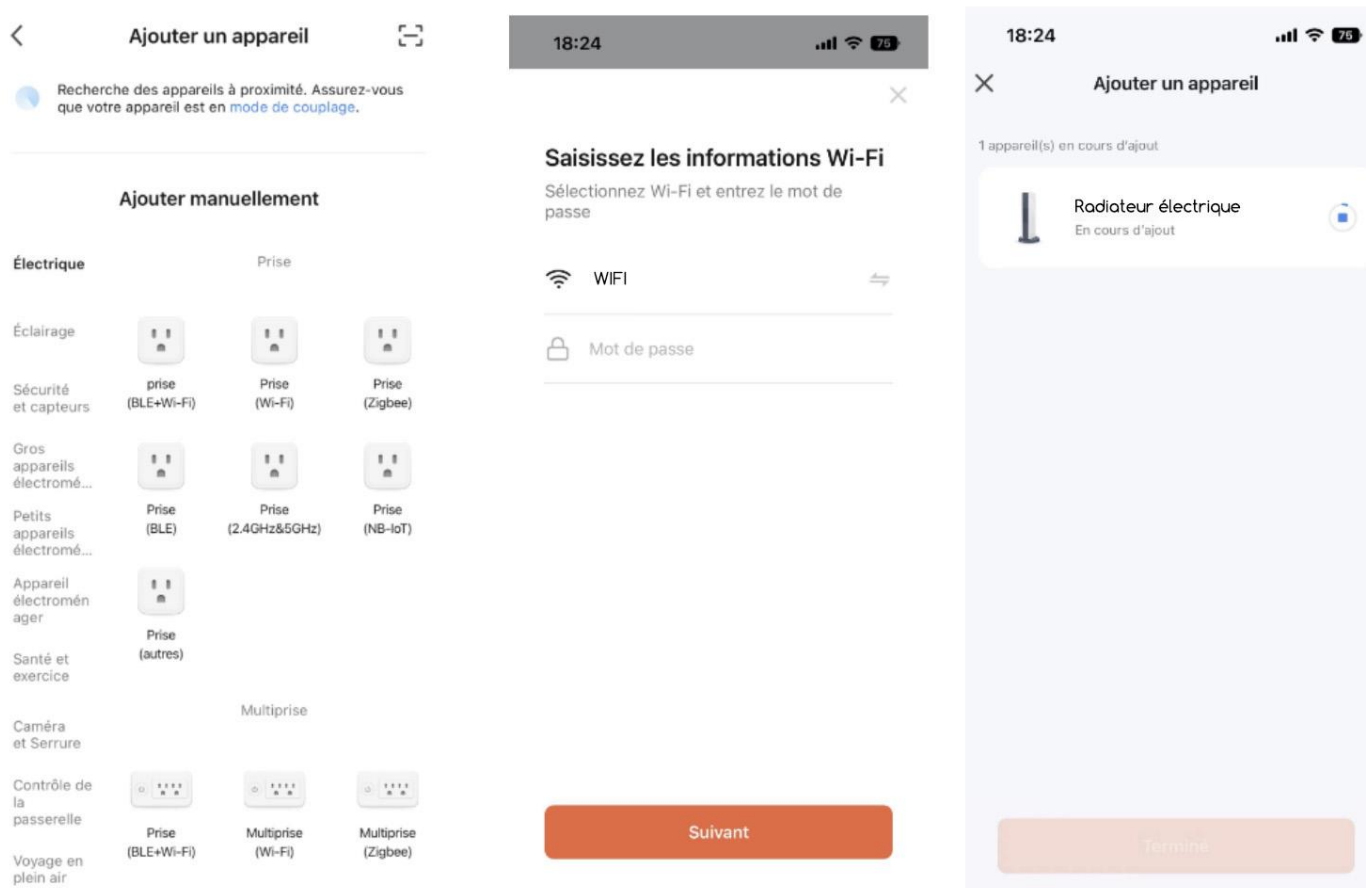 Ajouter un appareil
Recherche des appareils à proximité. Assurez-vous
que votre appareil est en mode de couplage.
Ajouter manuellement
Électrique
Éclairage
Sécurité
et capteurs
Gros
appareils
électromé...
Petits
appareils
électromé...
Appareil
électromén
ager
Santé et
exercice
Caméra
et Serrure
Contrôle de
la
passerelle
Voyage en
plein air
Prise
prise
(BLE+Wi-Fi)
Prise
(Wi-Fi)
Prise
(Zigbee)
Prise
(BLE)
Prise
(2.4GHz&5GHz)
Prise
(NB-IoT)
Prise
(autres)
Multiprise
Prise
(BLE+Wi-Fi)
Multiprise
(Wi-Fi)
Multiprise
(Zigbee)
18:24
75
Saisissez les informations Wi-Fi
Sélectionnez Wi-Fi et entrez le mot de
passe
WIFI
Mot de passe
Suivant
18:24
75
Ajouter un appareil
1 appareil(s) en cours d'ajout
Radiateur électrique
En cours d'ajout
Terminé